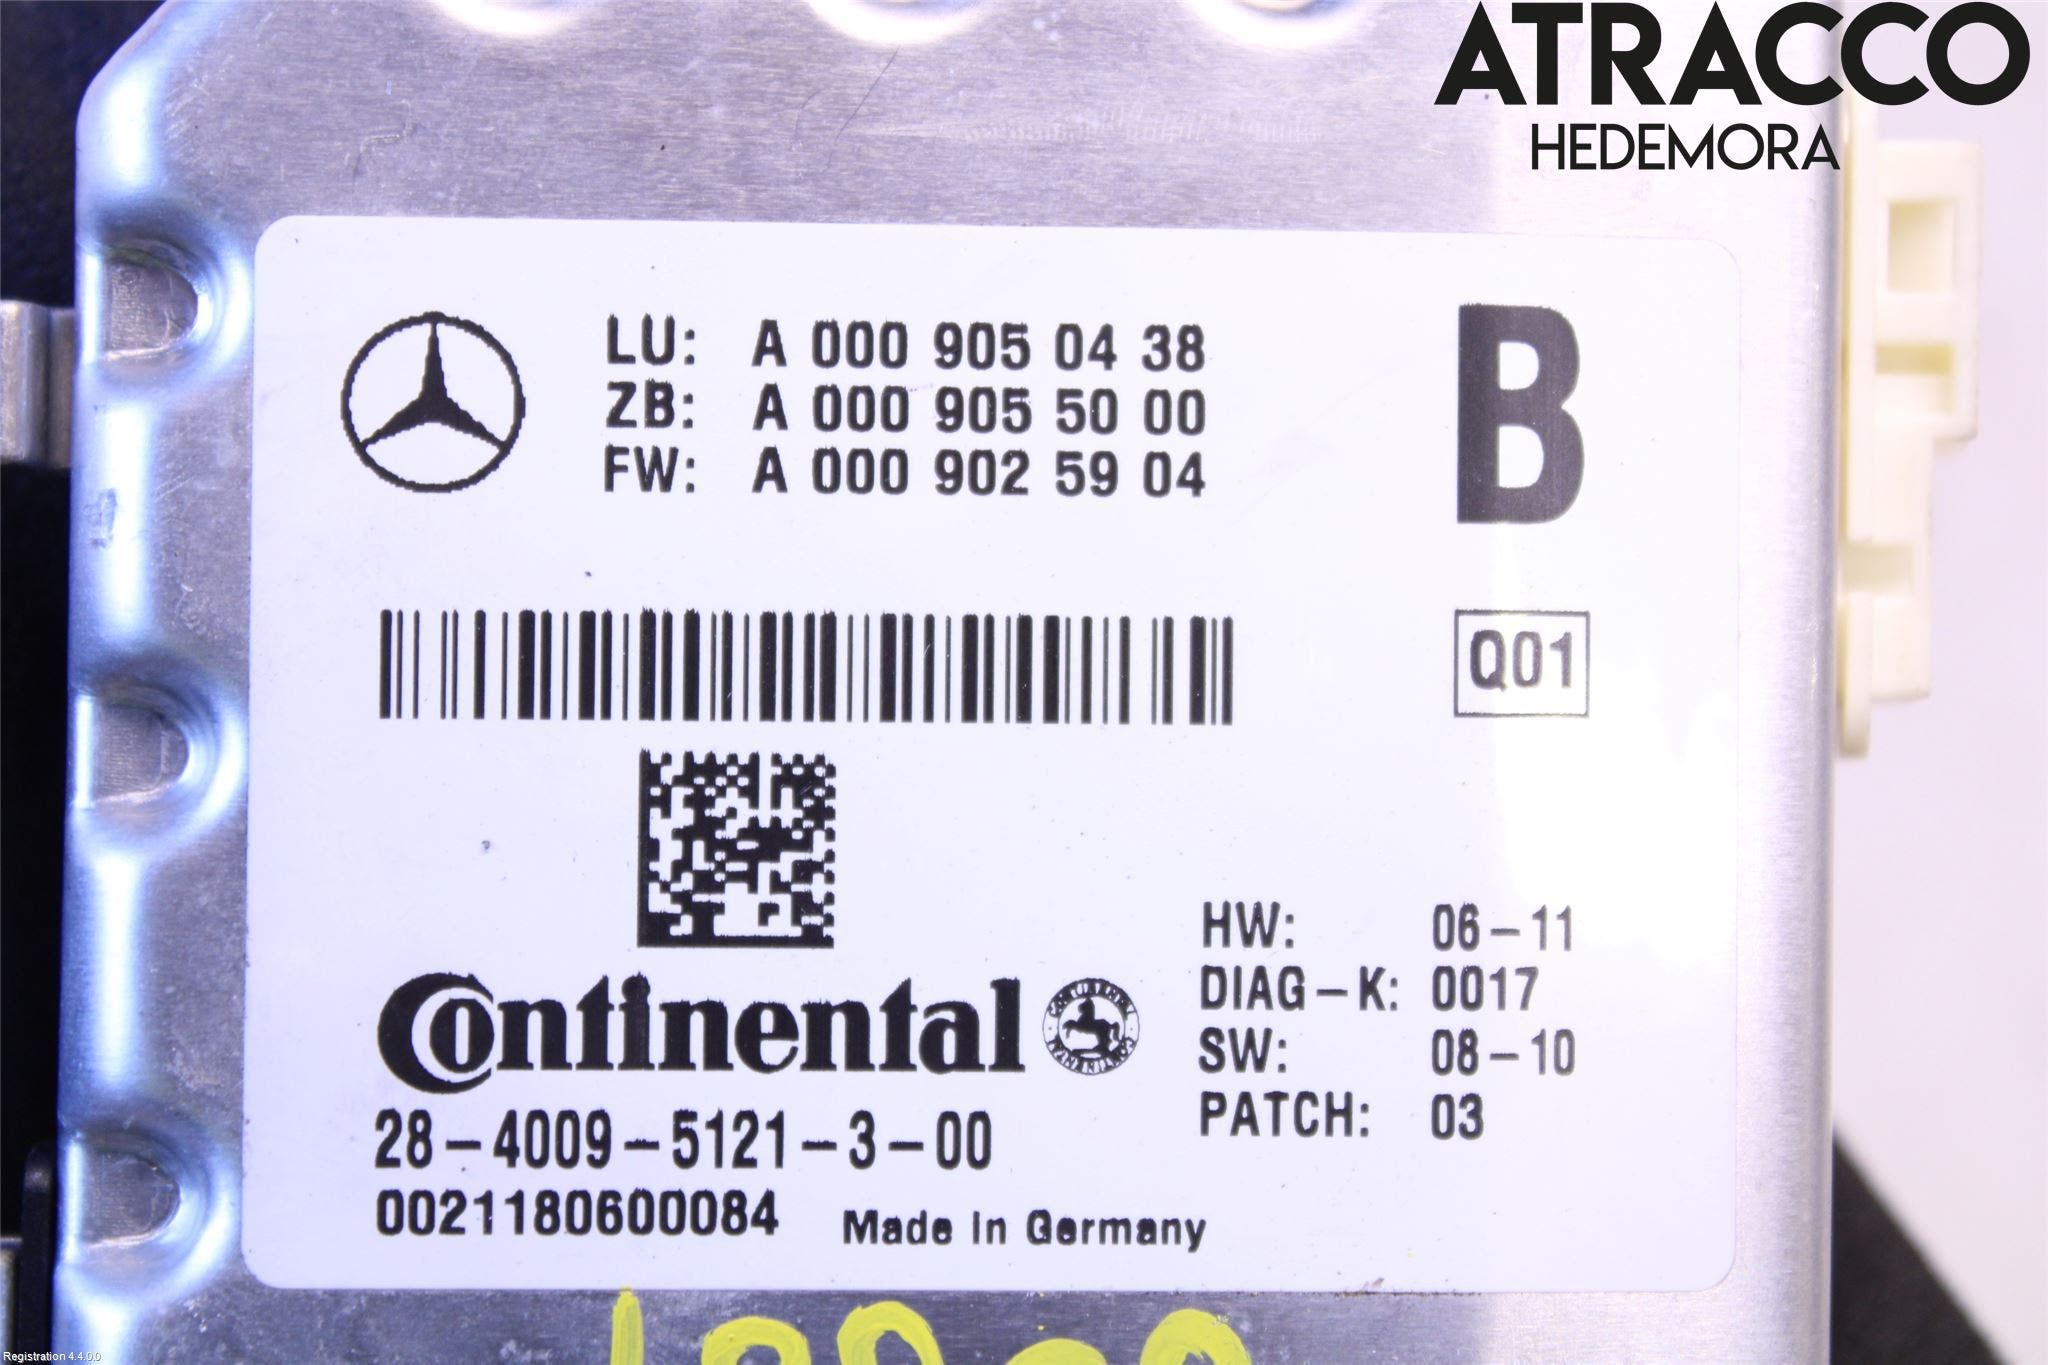 ATRACCO
HEDEMORA
LU: A 000 905 04 38
ZB: A 000 905 50 00
FW: A 000 902 59 04
B
Q01
HW: 06-11
DIAG-K: 0017
SW: 08-10
PATCH: 03
Continental
28-4009-5121-3-00
0021180600084 Made In Germany
Registration 4.4.0.0